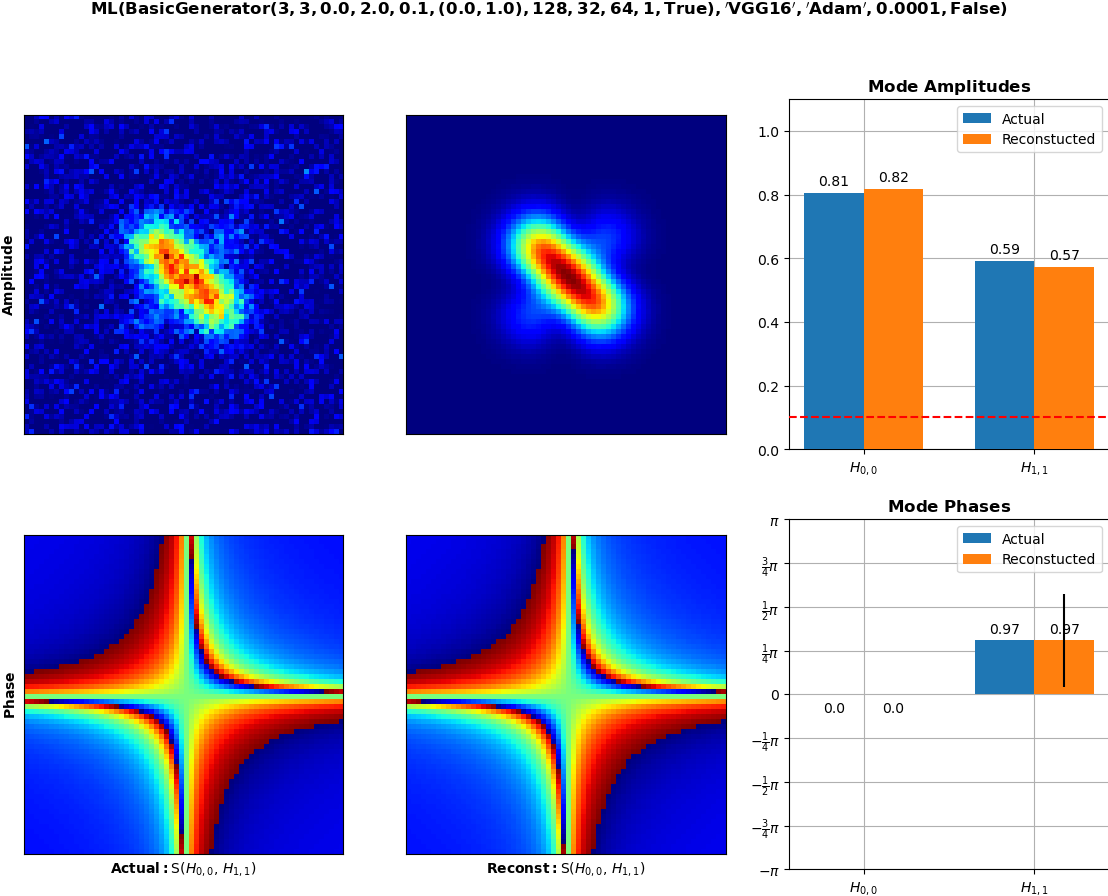 ML(BasicGenerator(3, 3, 0.0, 2.0, 0.1, (0.0, 1.0), 128, 32, 64, 1, True), ′VGG16′, ′Adam′, 0.0001, False)
Amplitude
Mode Amplitudes
Actual
Reconstucted
1.0
0.8
0.6
0.4
0.2
0.0
0.81
0.82
0.59
0.57
H0,0
H1,1
Phase
Actual: S(H0,0, H1,1)
Reconst: S(H0,0, H1,1)
Mode Phases
Actual
Reconstucted
π
3/4π
1/2π
1/4π
0
−1/4π
−1/2π
−3/4π
−π
0.0
0.0
0.97
0.97
H0,0
H1,1